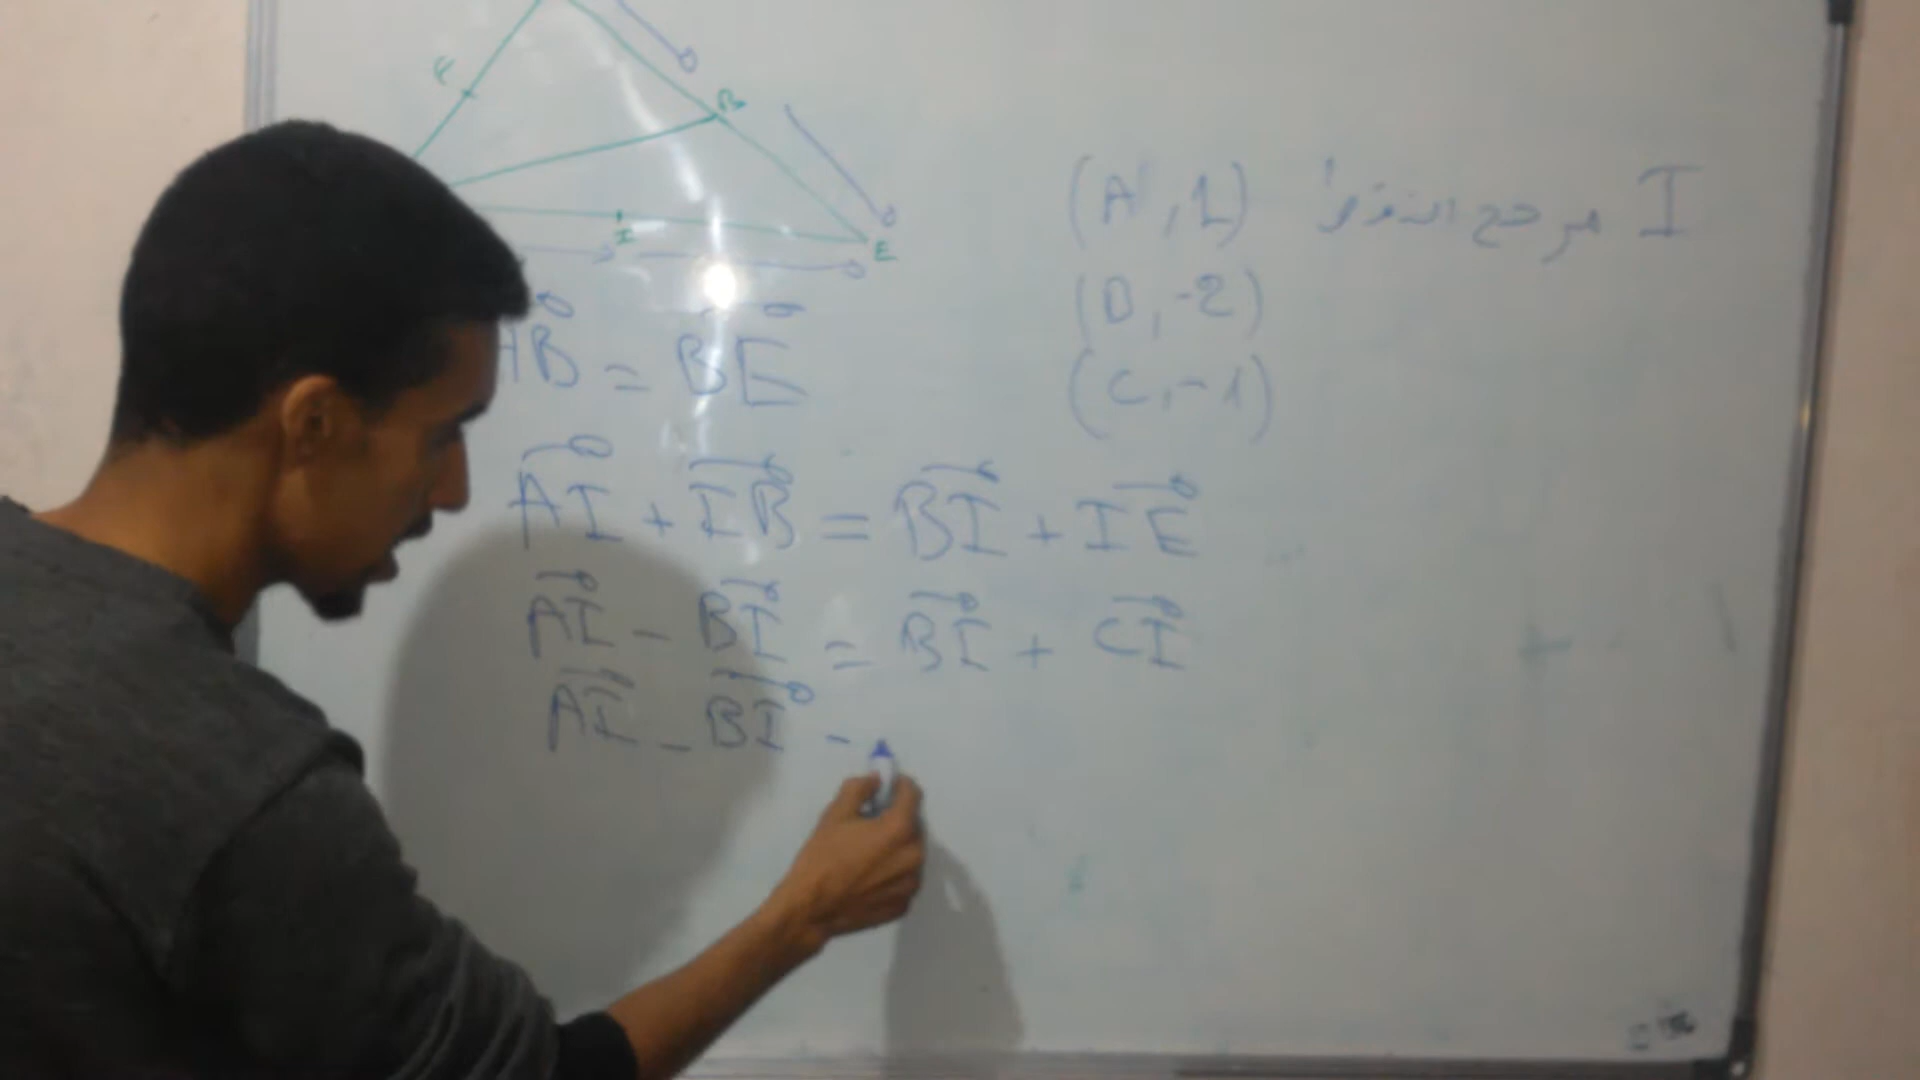 B
I
E
I مرجح النقط (A, 1)
(D, -2)
(C, -1)
AB = BE
AI + IB = BI + IE
AI - BI = BI + CI
AI - BI -